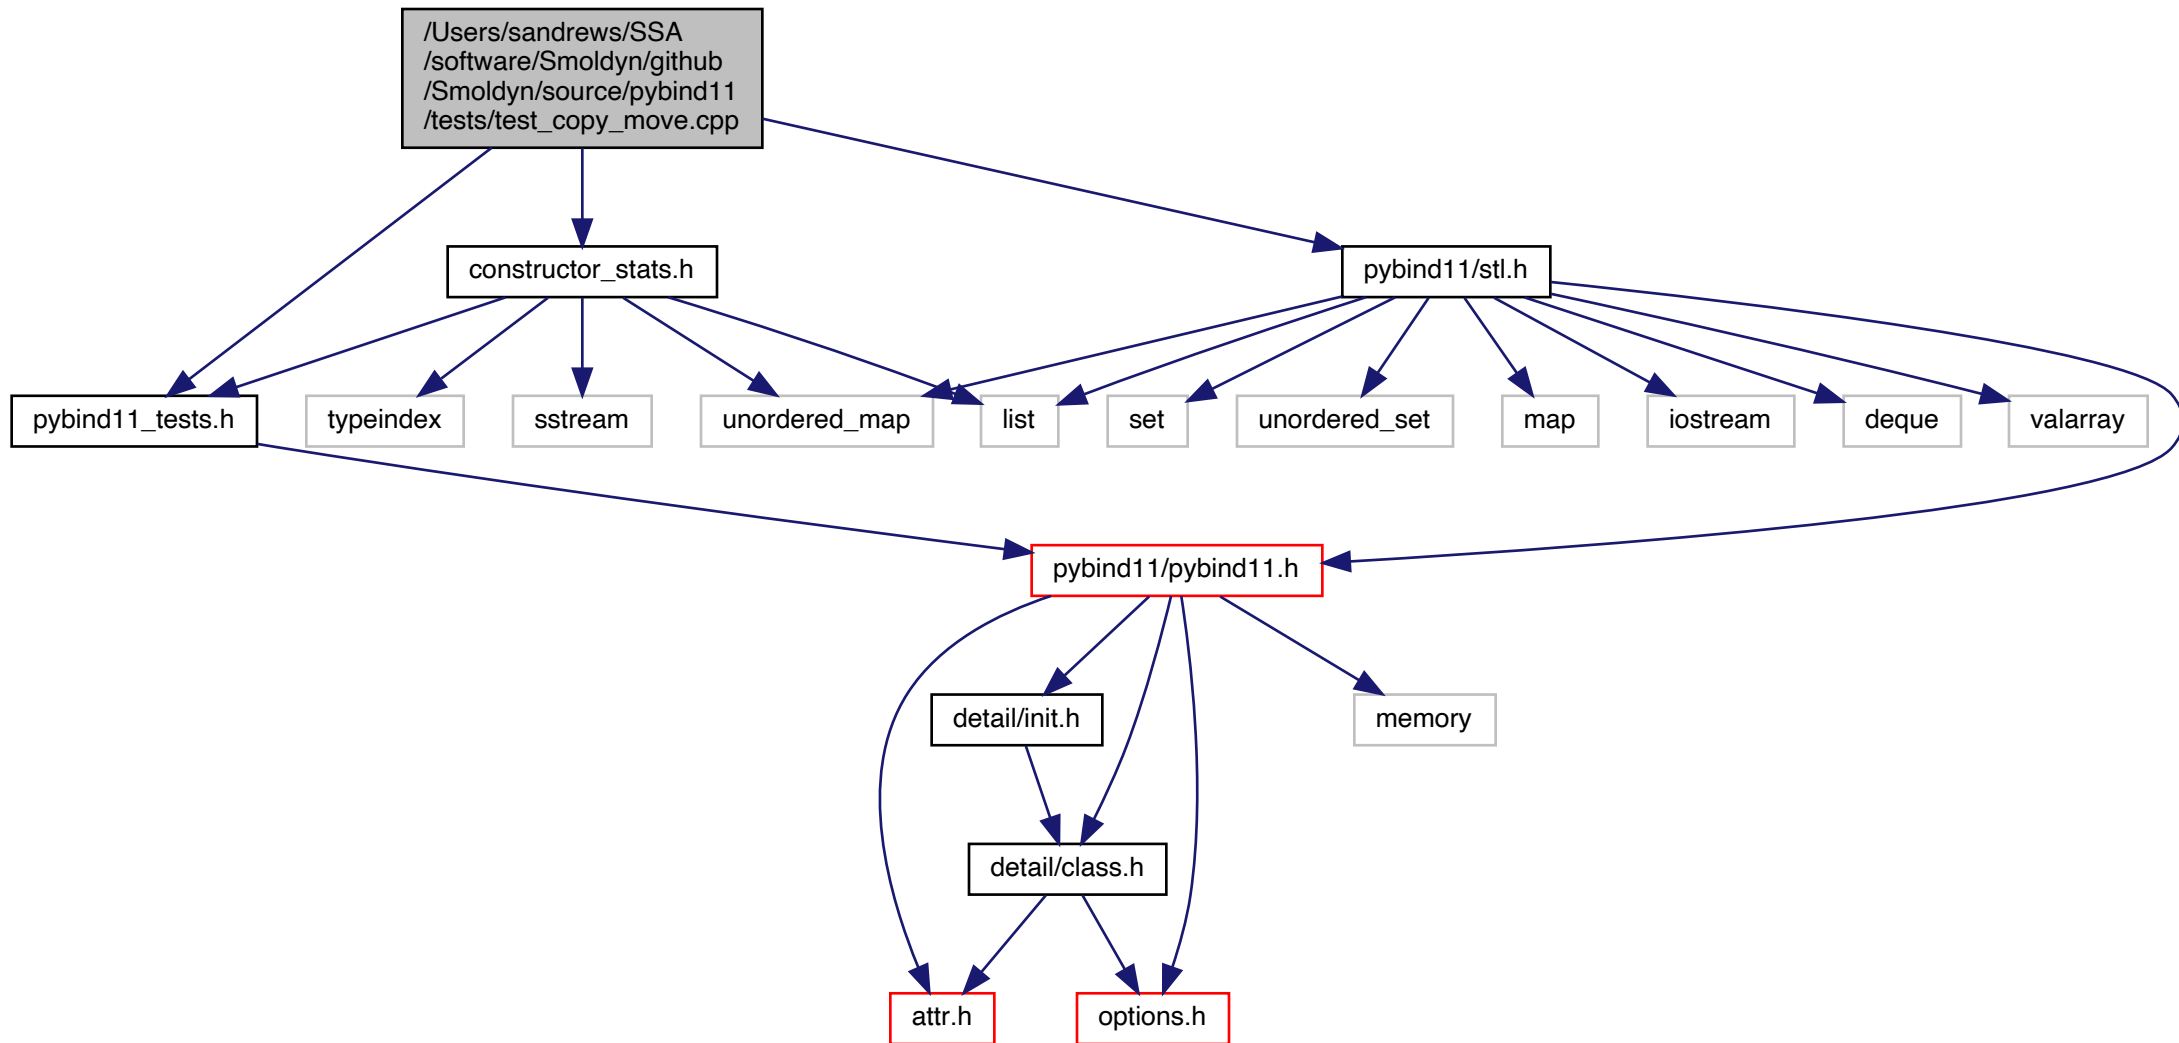 /Users/sandrews/SSA
/software/Smoldyn/github
/Smoldyn/source/pybind11
/tests/test_copy_move.cpp
constructor_stats.h
pybind11/stl.h
pybind11_tests.h
typeindex
sstream
unordered_map
list
set
unordered_set
map
iostream
deque
valarray
pybind11/pybind11.h
detail/init.h
memory
detail/class.h
attr.h
options.h